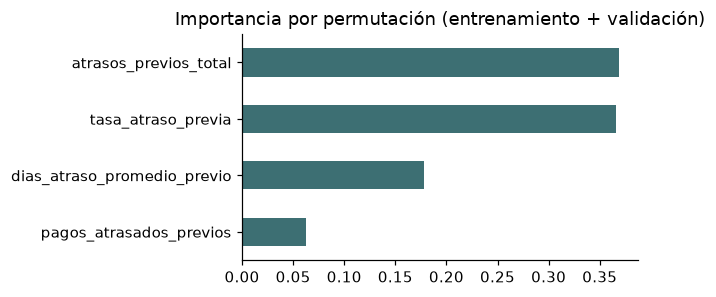 Importancia por permutación (entrenamiento + validación)
atrasos_previos_total
tasa_atraso_previa
dias_atraso_promedio_previo
pagos_atrasados_previos
0.00 0.05 0.10 0.15 0.20 0.25 0.30 0.35